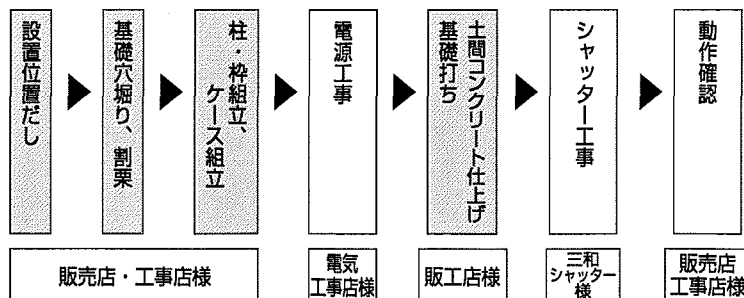 設置位置だし
基礎穴堀り、割栗
柱・枠組立、
ケース組立
電源工事
土間コンクリート仕上げ
基礎打ち
シャッター工事
動作確認
販売店・工事店様
電気
工事店様
販工店様
三和
シャッター
様
販売店
工事店様